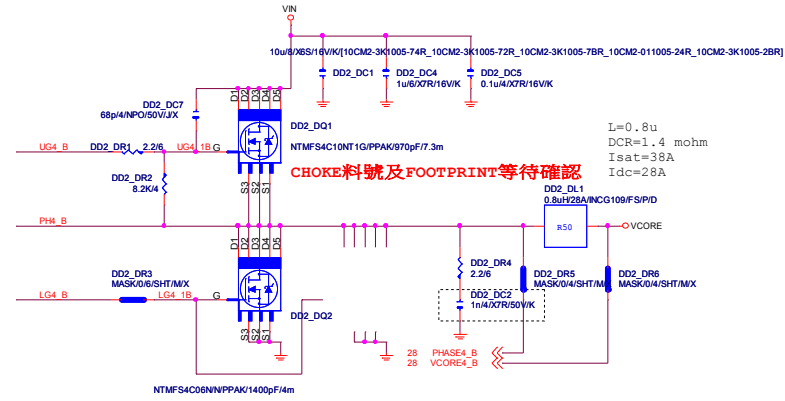 VIN
10u/8/X6S/16V/K/[10CM2-3K1005-74R_10CM2-3K1005-72R_10CM2-3K1005-7BR_10CM2-011005-24R_10CM2-3K1005-2BR]
DD2_DC1
DD2_DC4
1u/6/X7R/16V/K
DD2_DC5
0.1u/4/X7R/16V/K
DD2_DC7
68p/4/NPO/50V/J/X
D1 D2 D3 D4 D5
DD2_DQ1
NTMFS4C10NT1G/PPAK/970pF/7.3m
UG4_B
DD2_DR1 2.2/6
UG4_1B G
DD2_DR2
8.2K/4
S3 S2 S1
L=0.8u
DCR=1.4 mohm
Isat=38A
Idc=28A
CHOKE料號及FOOTPRINT等待確認
DD2_DL1
0.8uH/28A/INCG109/FS/P/D
R50
VCORE
PH4_B
D1 D2 D3 D4 D5
DD2_DR3
MASK/0/6/SHT/M/X
LG4_B
LG4_1B G
DD2_DQ2
S3 S2 S1
DD2_DR4
2.2/6
DD2_DC2
1n/4/X7R/50V/K
DD2_DR5
MASK/0/4/SHT/M/X
DD2_DR6
MASK/0/4/SHT/M/X
28 PHASE4_B
28 VCORE4_B
NTMFS4C06N/N/PPAK/1400pF/4m